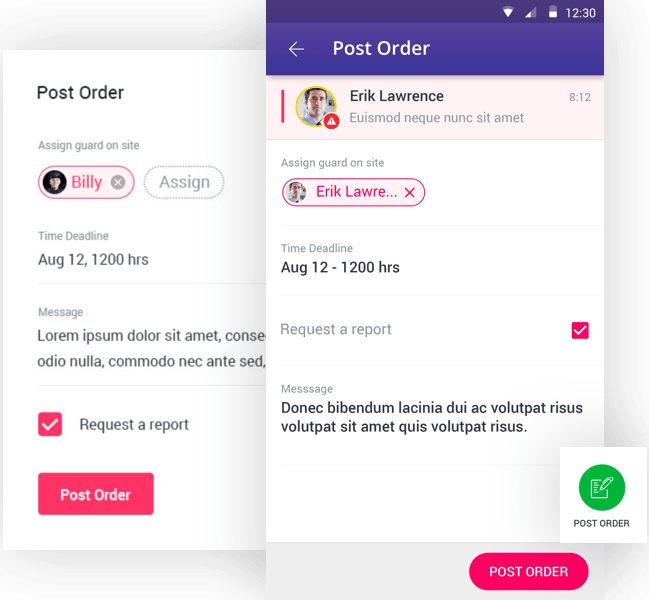 Post Order
Assign guard on site
Billy
Assign
Time Deadline
Aug 12, 1200 hrs
Message
Lorem ipsum dolor sit amet, conse
odio nulla, commodo nec ante sed,
Request a report
Post Order
12:30
Post Order
Erik Lawrence
8:12
Euismod neque nunc sit amet
Assign guard on site
Erik Lawre...
Time Deadline
Aug 12 - 1200 hrs
Request a report
Messsage
Donec bibendum lacinia dui ac volutpat risus
volutpat sit amet quis volutpat risus.
POST ORDER
POST ORDER